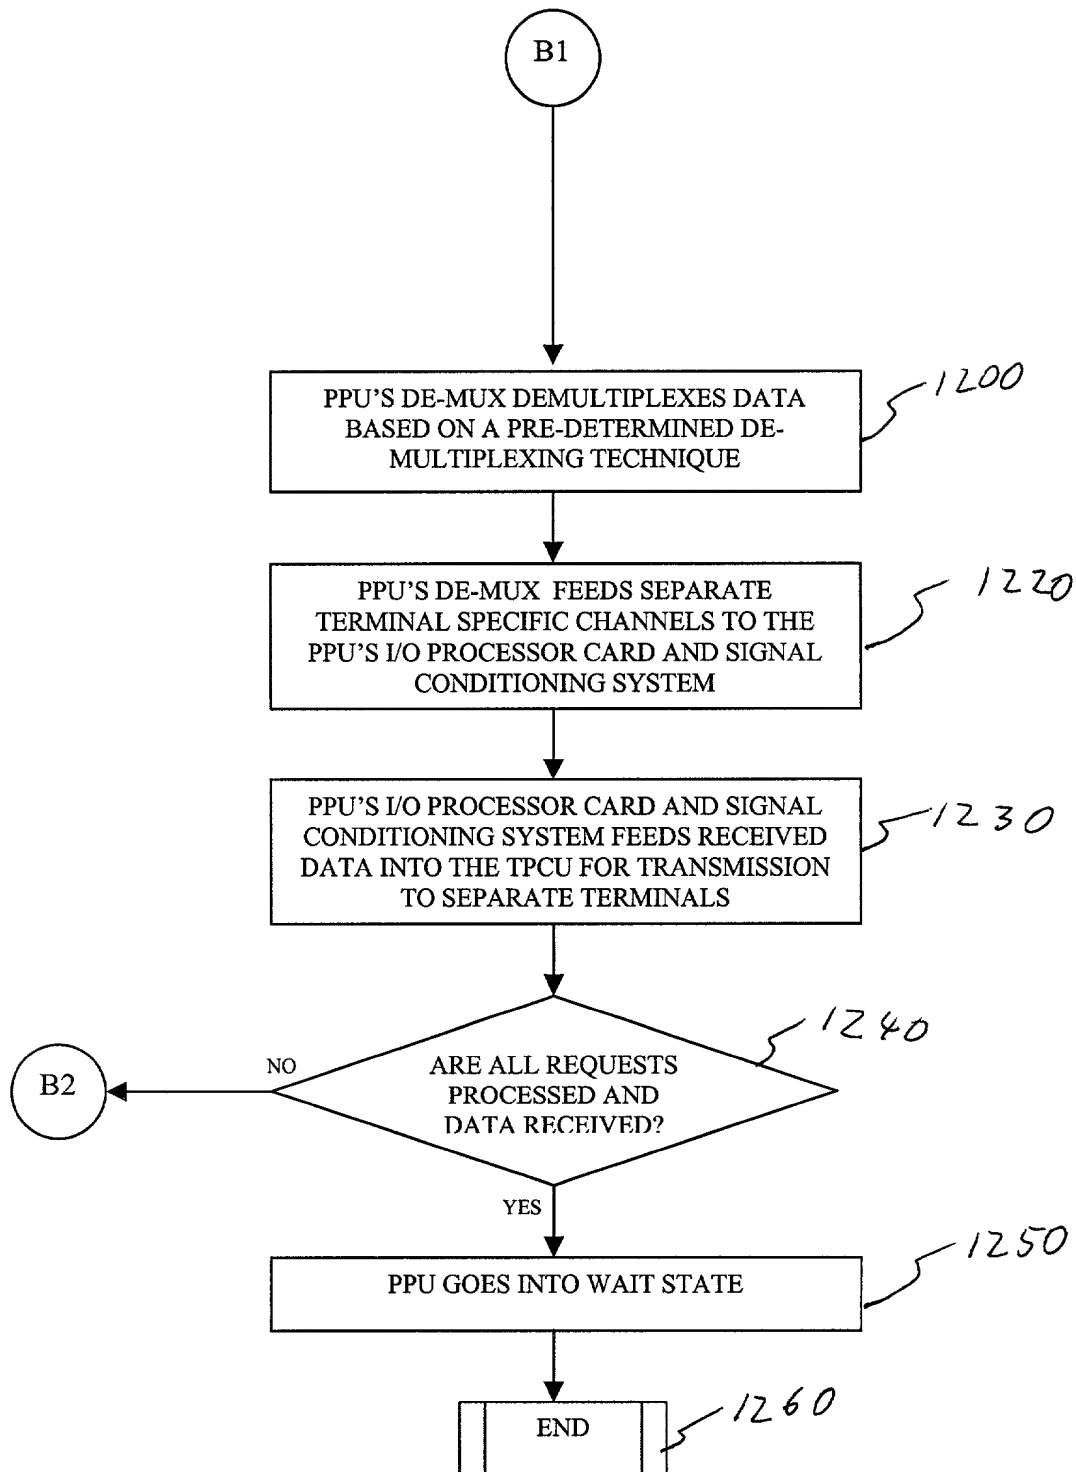 B1
PPU'S DE-MUX DEMULTIPLEXES DATA
BASED ON A PRE-DETERMINED DE-
MULTIPLEXING TECHNIQUE
1200
PPU'S DE-MUX FEEDS SEPARATE
TERMINAL SPECIFIC CHANNELS TO THE
PPU'S I/O PROCESSOR CARD AND SIGNAL
CONDITIONING SYSTEM
1220
PPU'S I/O PROCESSOR CARD AND SIGNAL
CONDITIONING SYSTEM FEEDS RECEIVED
DATA INTO THE TPCU FOR TRANSMISSION
TO SEPARATE TERMINALS
1230
ARE ALL REQUESTS
PROCESSED AND
DATA RECEIVED?
1240
NO
B2
YES
PPU GOES INTO WAIT STATE
1250
END
1260